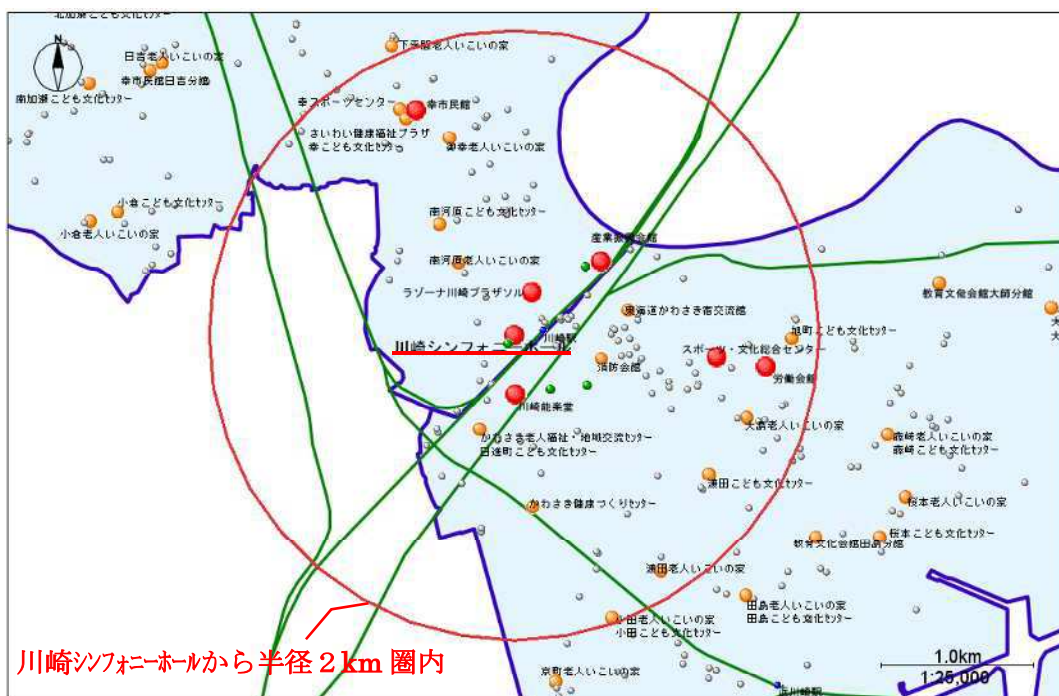 北加瀬こども文化センター
N
日吉老人いこいの家
幸市民館日吉分館
南加瀬こども文化センター
下平間老人いこいの家
幸スポーツセンター
幸市民館
さいわい健康福祉プラザ
幸こども文化センター
御幸老人いこいの家
小倉こども文化センター
小倉老人いこいの家
南河原こども文化センター
産業振興会館
南河原老人いこいの家
ラゾーナ川崎プラザソル
東海道かわさき宿交流館
教育文化会館大師分館
大
大
川崎駅
川崎シンフォニーホール
旭町こども文化センター
スポーツ・文化総合センター
消防会館
労働会館
川崎能楽堂
大島老人いこいの家
かわさき老人福祉・地域交流センター
日進町こども文化センター
藤崎老人いこいの家
藤崎こども文化センター
渡田こども文化センター
かわさき健康づくりセンター
桜本老人いこいの家
桜本こども文化センター
教育文化会館田島分館
渡田老人いこいの家
田島老人いこいの家
田島こども文化センター
小田老人いこいの家
小田こども文化センター
京町老人いこいの家
浜川崎駅
川崎シンフォニーホールから半径２km 圏内
1.0km
1:25,000